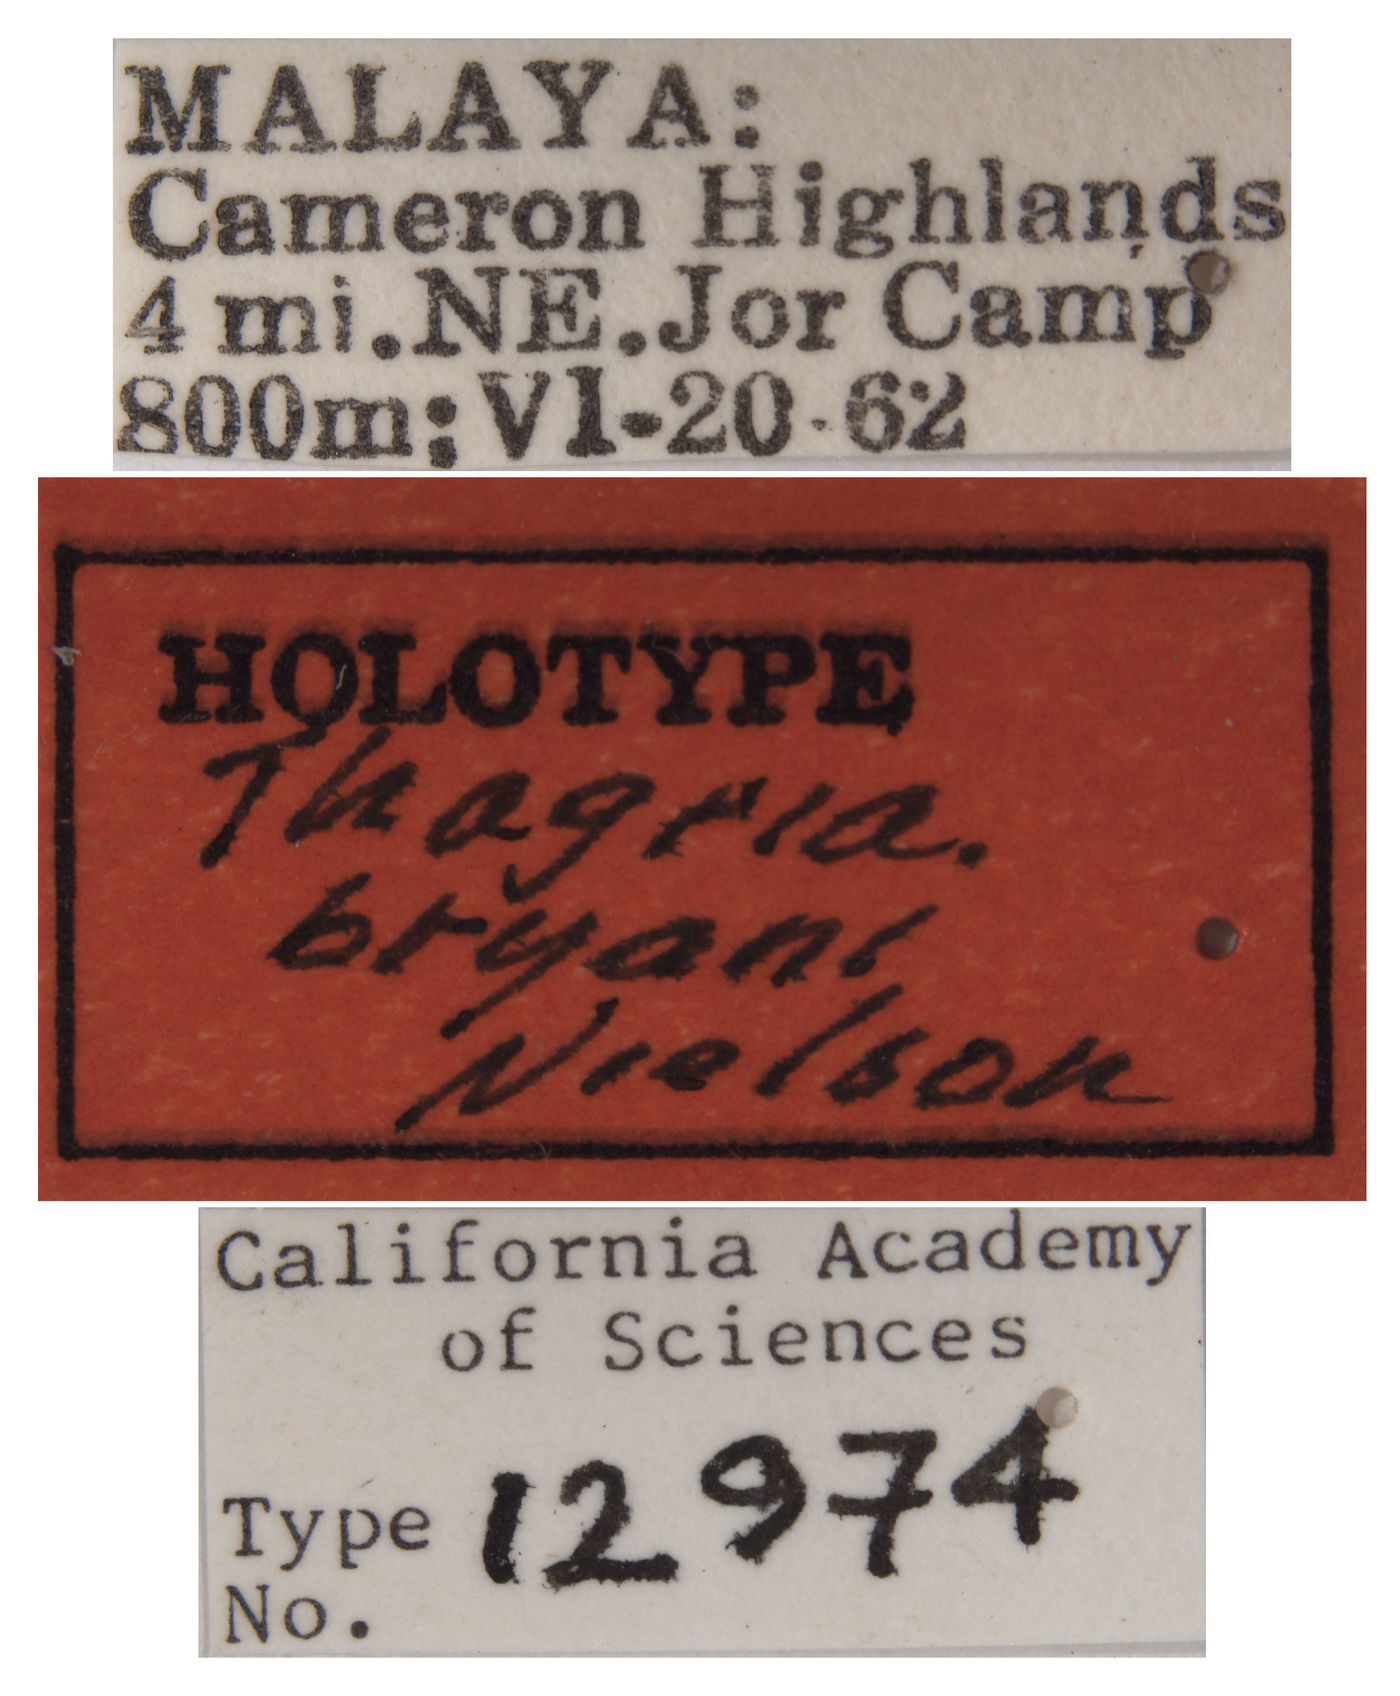 MALAYA:
Cameron Highlands
4 mi.NE.Jor Camp
800m; VI-20-62
HOLOTYPE
Thagria.
bryani
Nielson
California Academy
of Sciences
Type 12974
No.